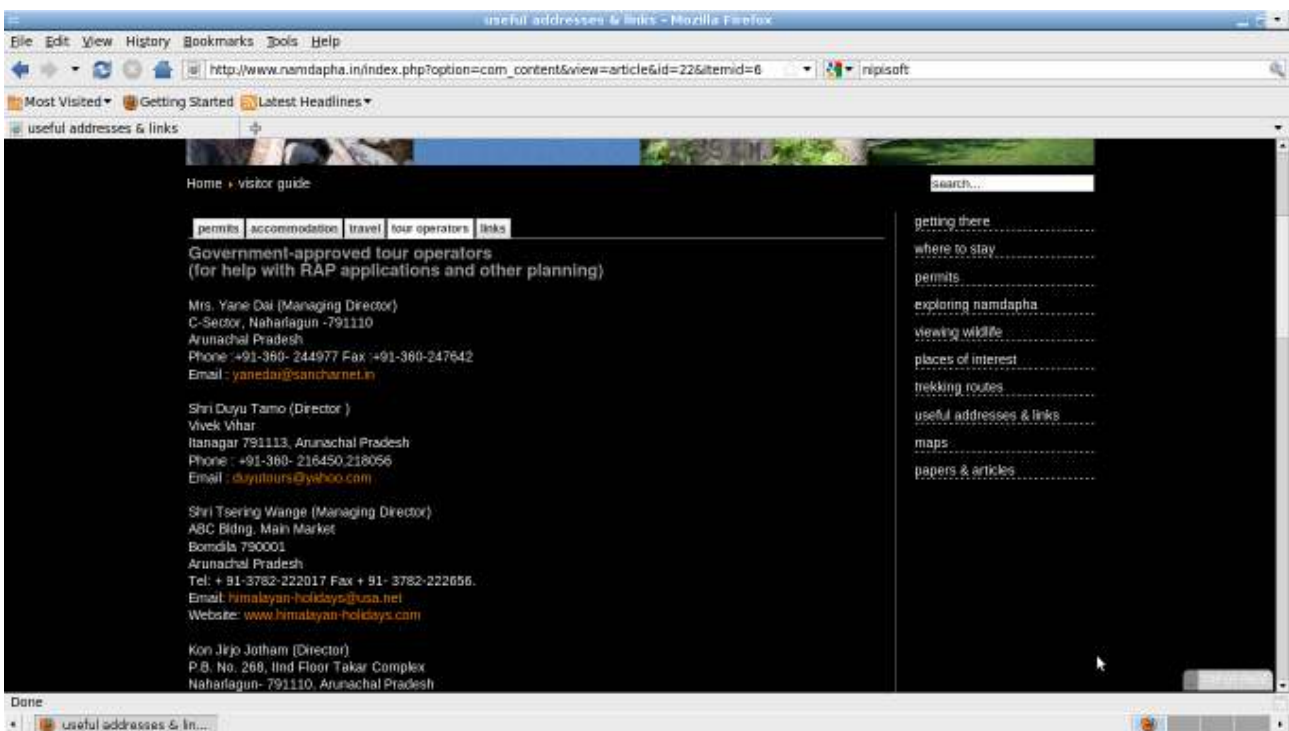 useful addresses & links - Mozilla Firefox
File Edit View History Bookmarks Tools Help
http://www.namdapha.in/index.php?option=com_content&view=article&id=22&itemid=6
nipisoft
Most Visited Getting Started Latest Headlines
useful addresses & links
Home visitor guide
search...
permits accommodation travel tour operators links
Government-approved tour operators
(for help with RAP applications and other planning)
Mrs. Yane Dai (Managing Director)
C-Sector, Naharlagun -791110
Arunachal Pradesh
Phone :+91-360- 244977 Fax :+91-360-247642
Email : yanedai@sancharnet.in
Shri Duyu Tamo (Director )
Vivek Vihar
Itanagar 791113, Arunachal Pradesh
Phone : +91-360- 216450,218056
Email : duyutours@yahoo.com
Shri Tsering Wange (Managing Director)
ABC Bldng, Main Market
Bomdila 790001
Arunachal Pradesh
Tel: + 91-3782-222017 Fax + 91- 3782-222656.
Email: himalayan-holidays@usa.net
Website: www.himalayan-holidays.com
Kon Jirjo Jotham (Director)
P.B. No. 268, IInd Floor Takar Complex
Naharlagun- 791110, Arunachal Pradesh
getting there
where to stay
permits
exploring namdapha
viewing wildlife
places of interest
trekking routes
useful addresses & links
maps
papers & articles
Done
useful addresses & lin...